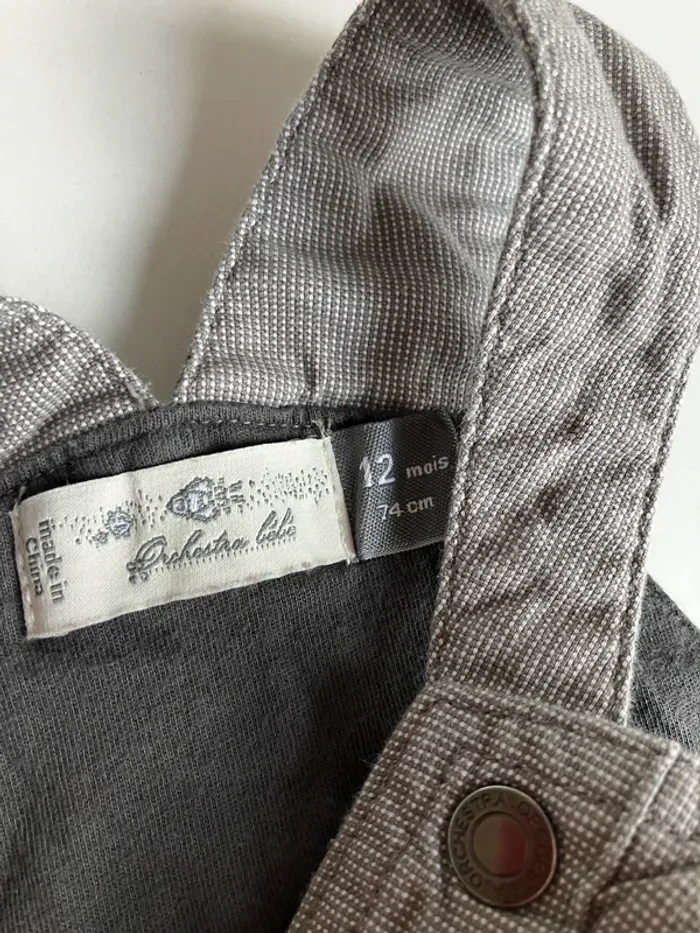 made in
China
Orchestra bébé
12 mois
74 cm
ORCHESTRA